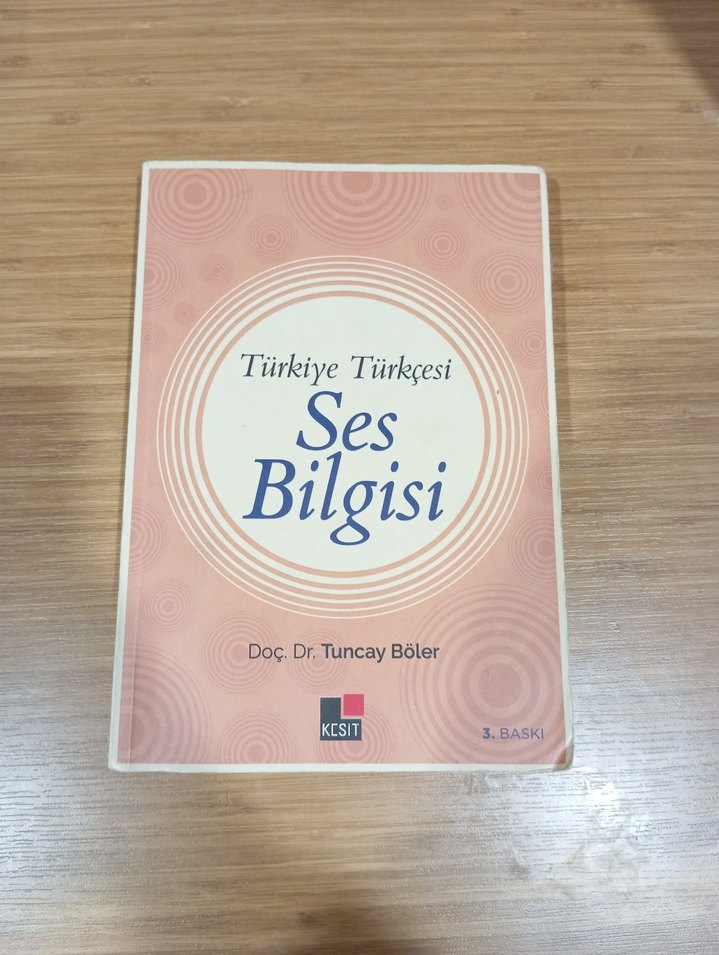 Türkiye Türkçesi
Ses
Bilgisi
Doç. Dr. Tuncay Böler
KESİT
3. BASKI